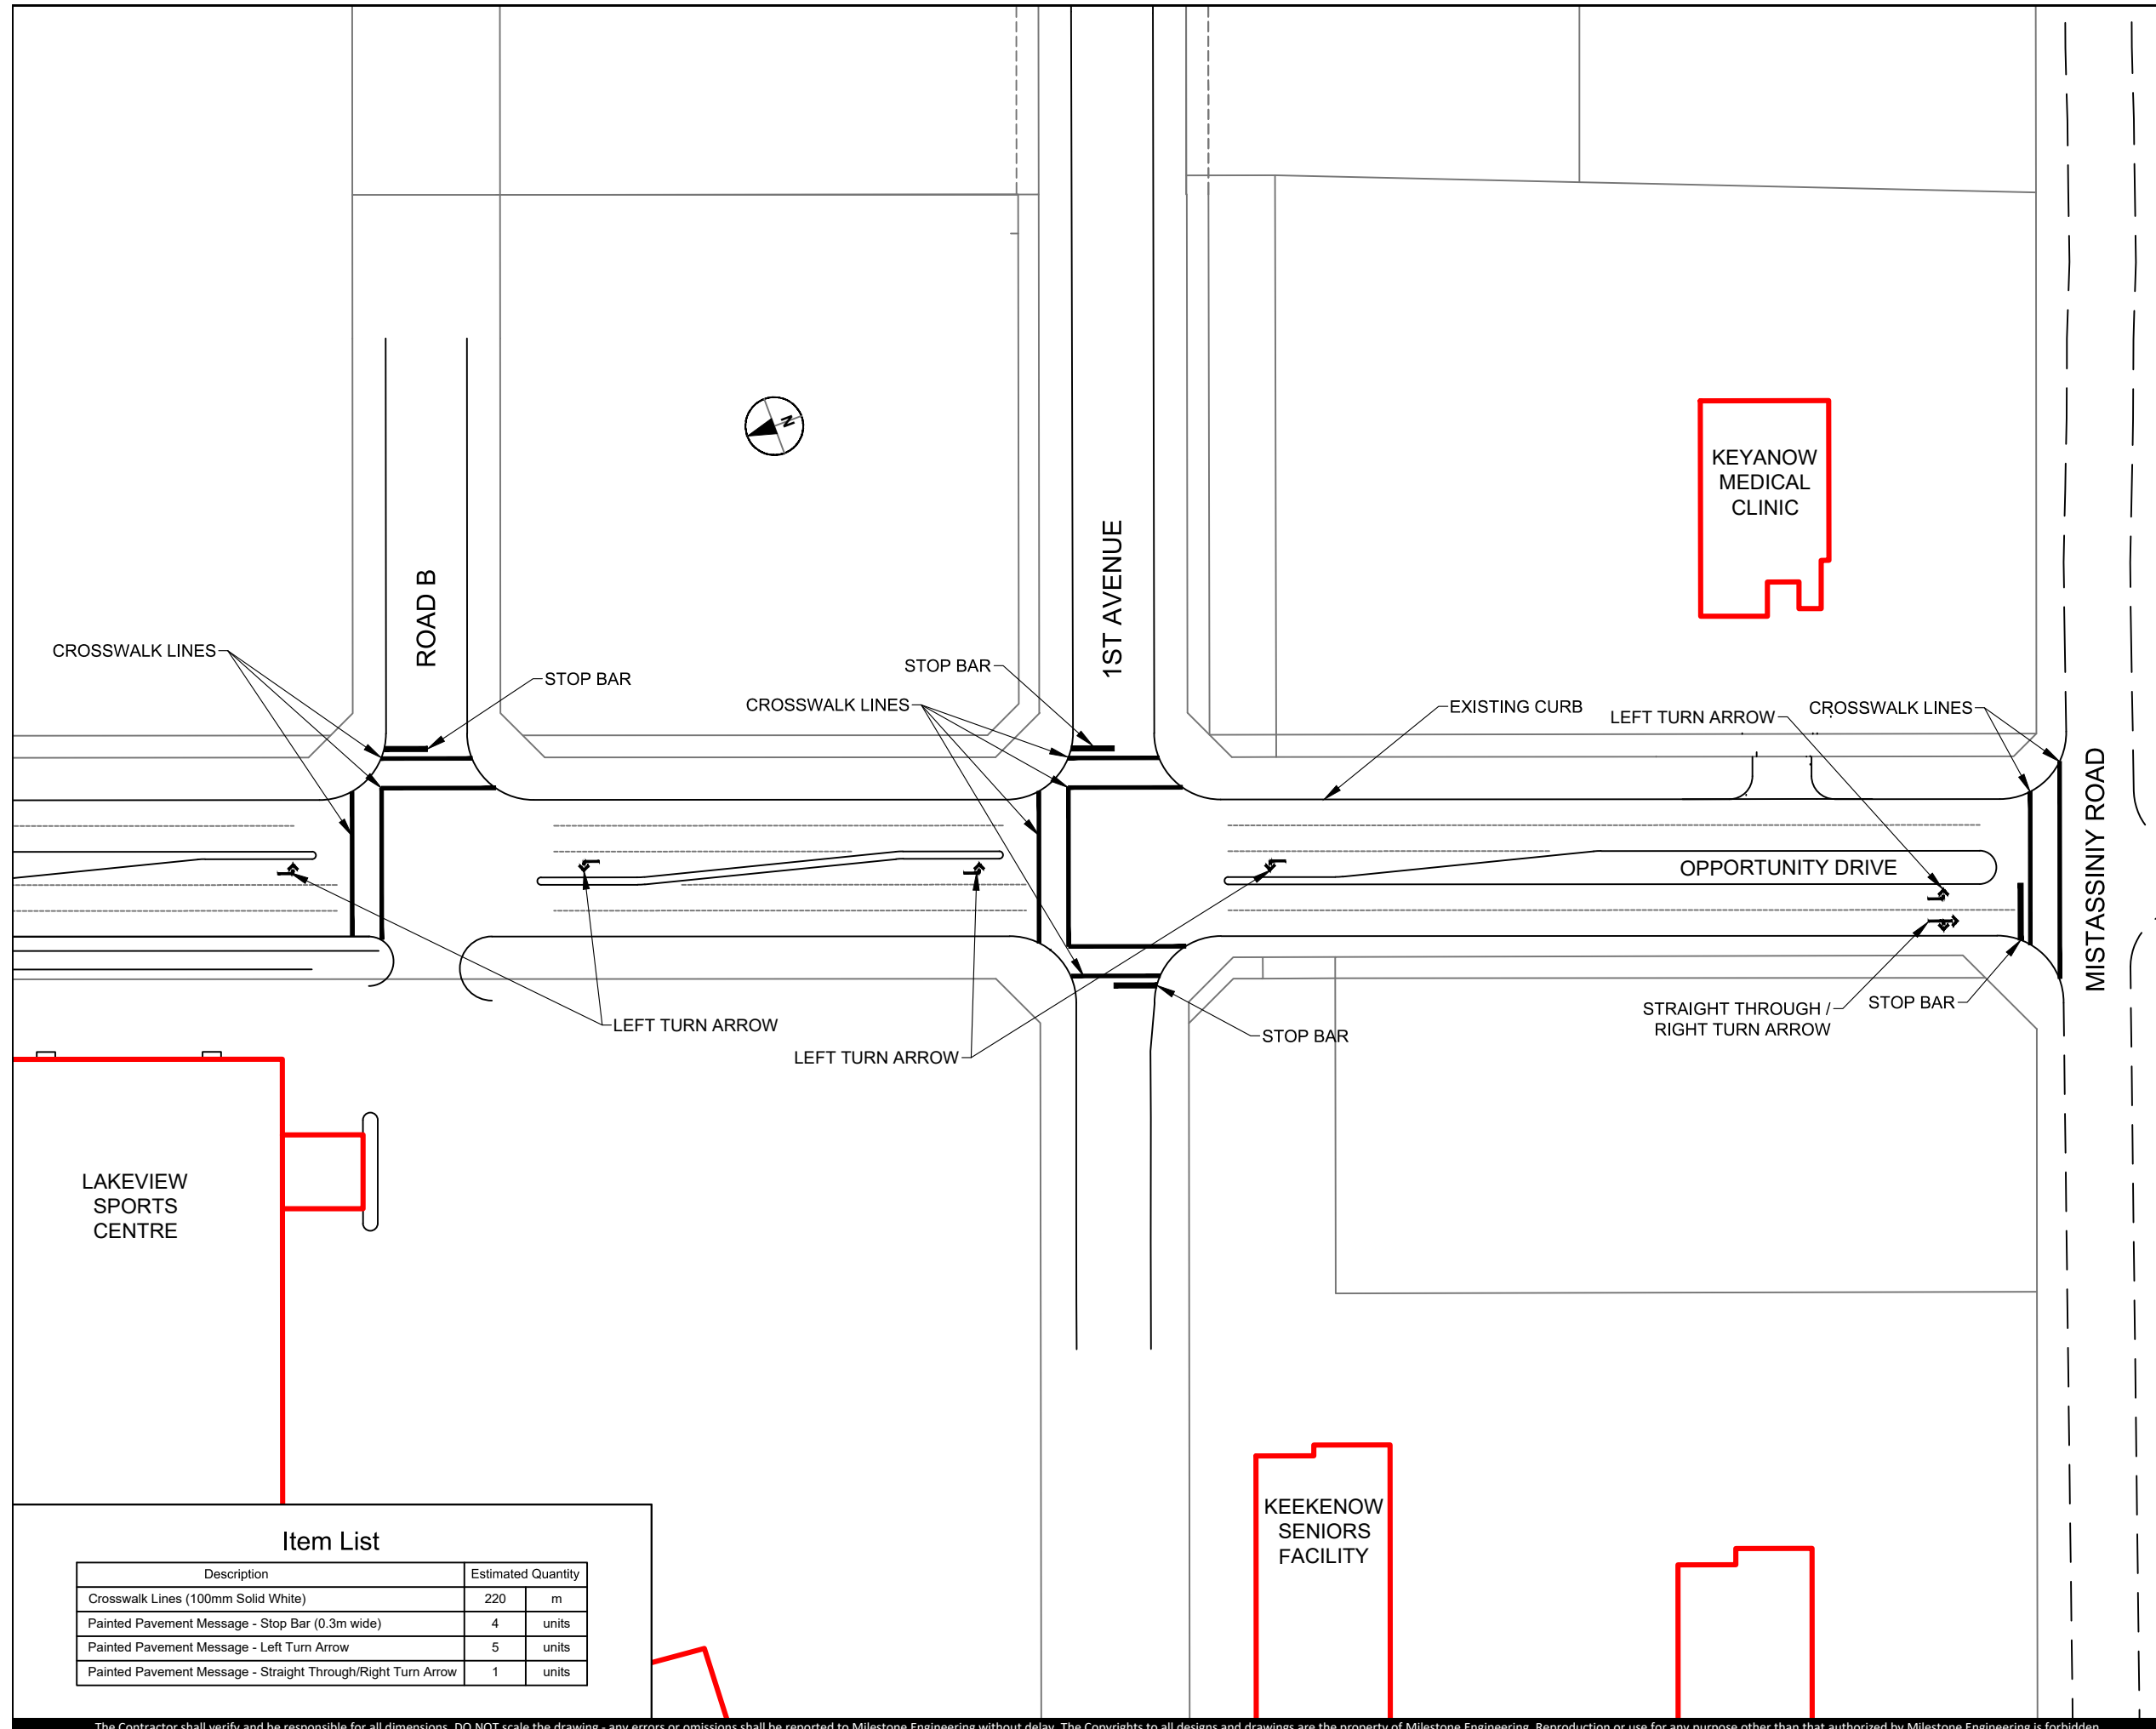 N
KEYANOW
MEDICAL
CLINIC
ROAD B
1ST AVENUE
CROSSWALK LINES
STOP BAR
STOP BAR
CROSSWALK LINES
EXISTING CURB
LEFT TURN ARROW
CROSSWALK LINES
OPPORTUNITY DRIVE
MISTASSINIY ROAD
LEFT TURN ARROW
LEFT TURN ARROW
STOP BAR
STRAIGHT THROUGH /
RIGHT TURN ARROW
STOP BAR
LAKEVIEW
SPORTS
CENTRE
KEEKENOW
SENIORS
FACILITY
Item List
Description Estimated Quantity
Crosswalk Lines (100mm Solid White) 220 m
Painted Pavement Message - Stop Bar (0.3m wide) 4 units
Painted Pavement Message - Left Turn Arrow 5 units
Painted Pavement Message - Straight Through/Right Turn Arrow 1 units
The Contractor shall verify and be responsible for all dimensions. DO NOT scale the drawing - any errors or omissions shall be reported to Milestone Engineering without delay. The Copyrights to all designs and drawings are the property of Milestone Engineering. Reproduction or use for any purpose other than that authorized by Milestone Engineering is forbidden.